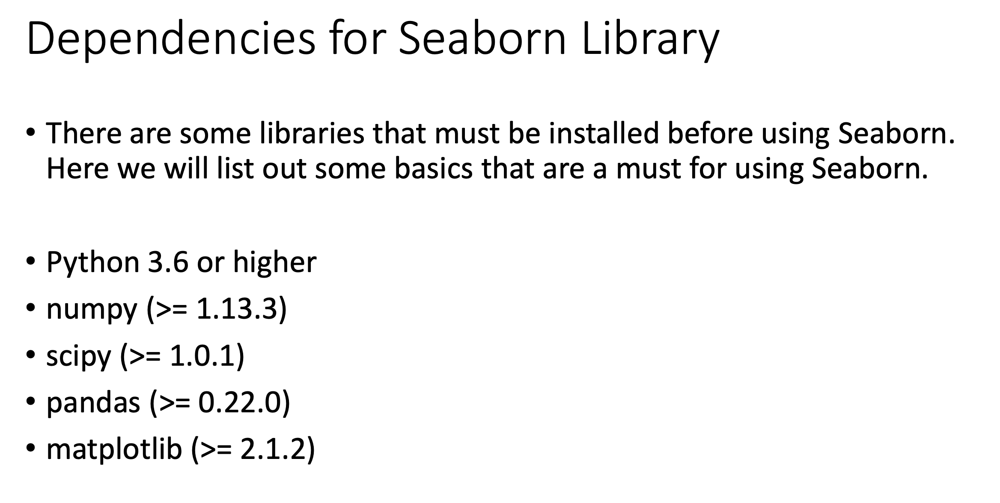 Dependencies for Seaborn Library
• There are some libraries that must be installed before using Seaborn.
Here we will list out some basics that are a must for using Seaborn.
• Python 3.6 or higher
• numpy (>= 1.13.3)
• scipy (>= 1.0.1)
• pandas (>= 0.22.0)
• matplotlib (>= 2.1.2)